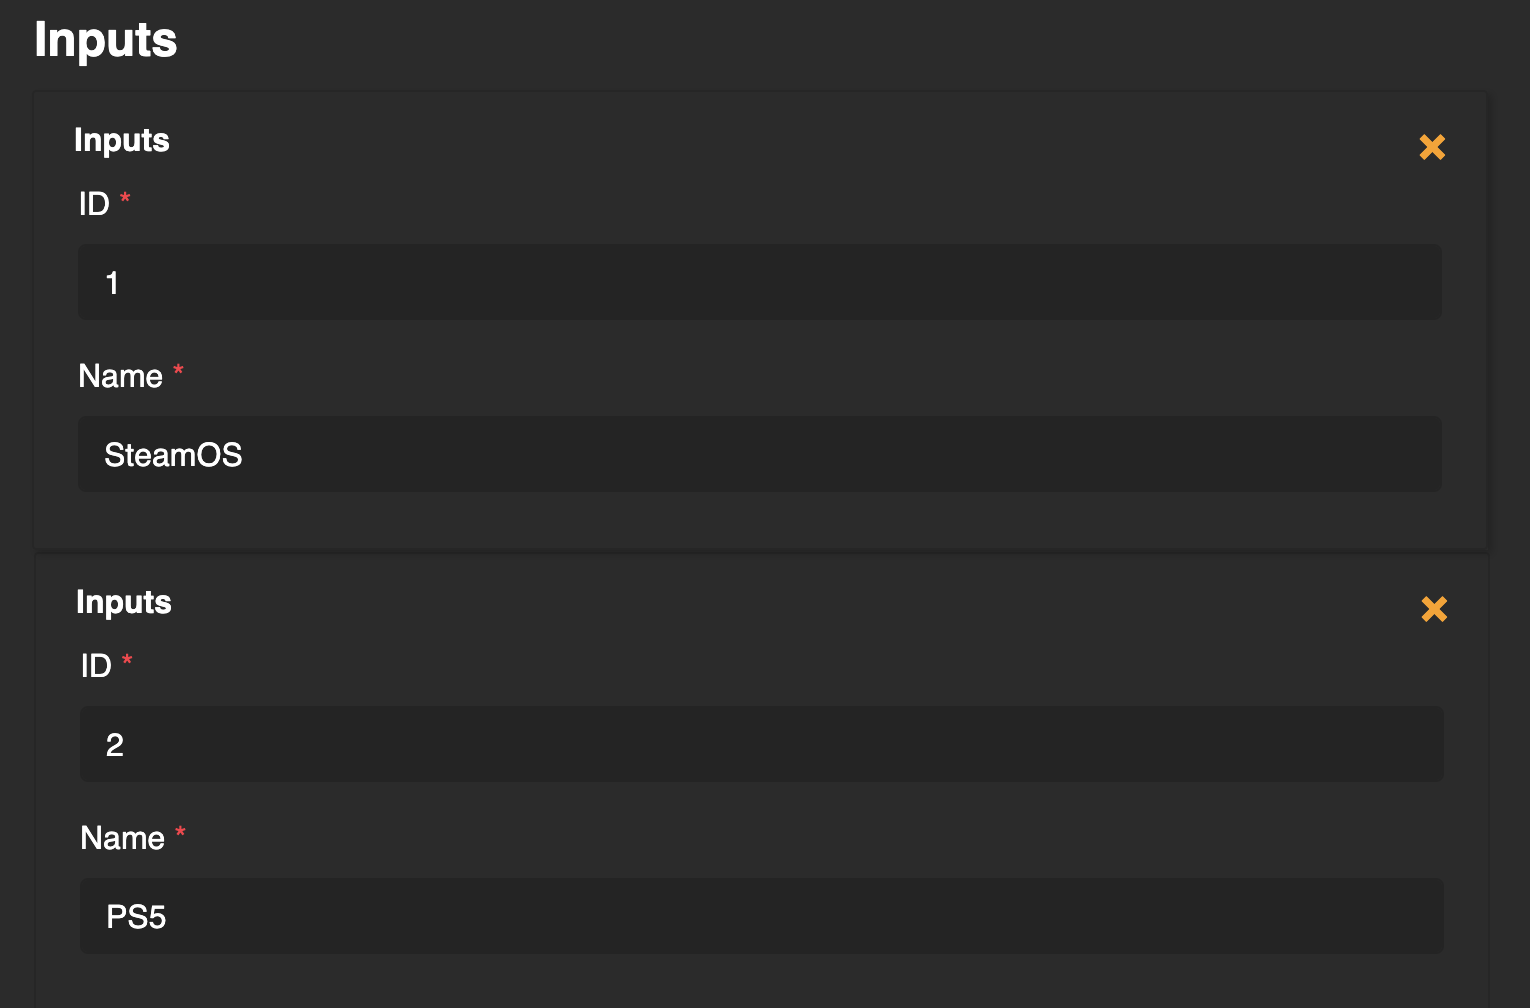 Inputs
Inputs
ID *
1
Name *
SteamOS
Inputs
ID *
2
Name *
PS5